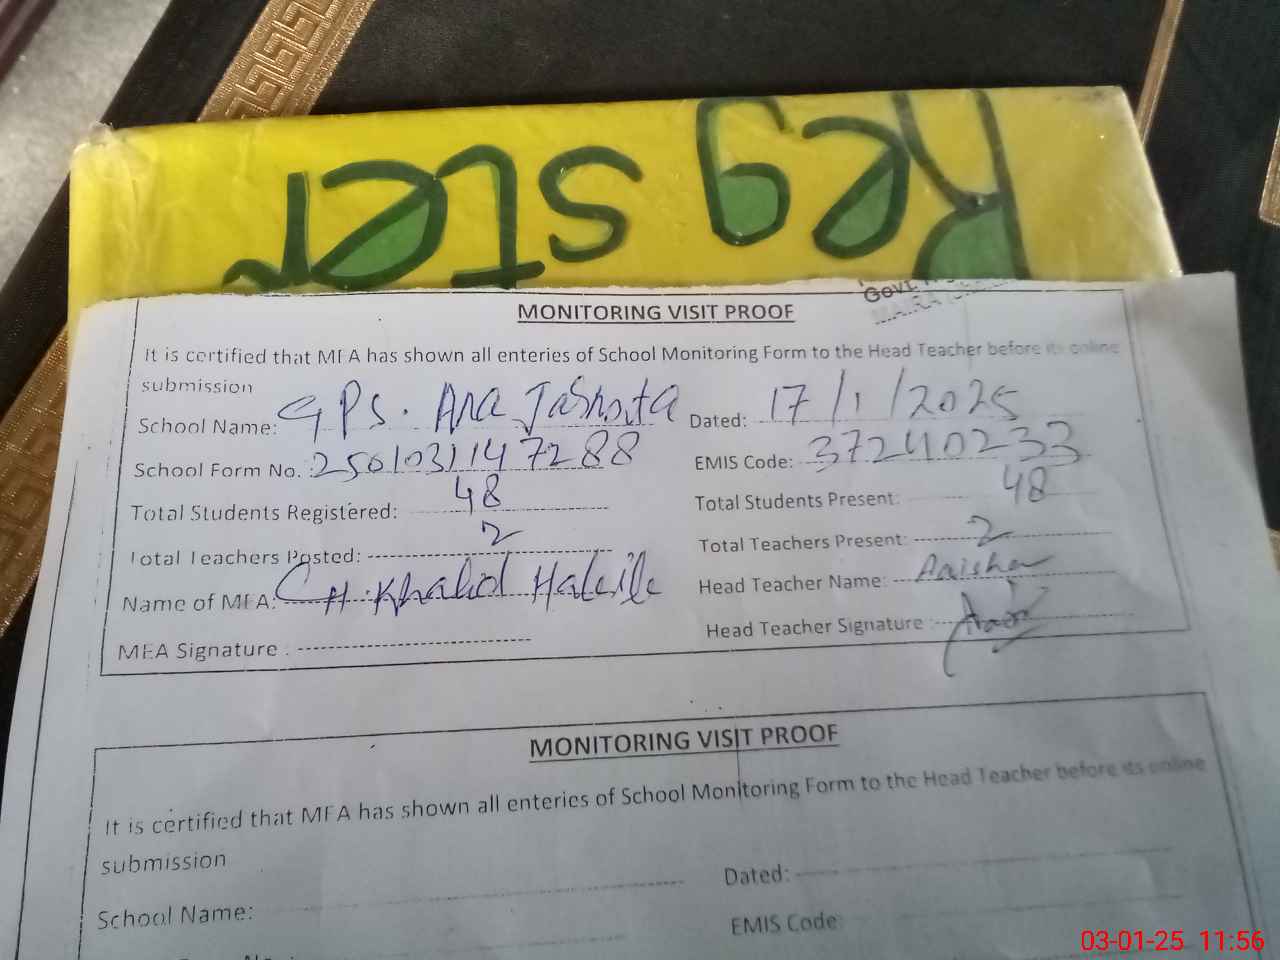 Register
Govt
MONITORING VISIT PROOF
It is certified that MEA has shown all enteries of School Monitoring Form to the Head Teacher before its online
submission
School Name: GPS. Ara Dated: 17/1/2025
School Form No. : 2501031147288 EMIS Code: 37240233
Total Students Registered: 48 Total Students Present: 48
Total Teachers Posted: 2 Total Teachers Present: 2
Name of MEA: CH. Khalid Head Teacher Name: Aaisha
MEA Signature : Head Teacher Signature :
MONITORING VISIT PROOF
It is certified that MEA has shown all enteries of School Monitoring Form to the Head Teacher before its online
submission
School Name: Dated:
EMIS Code:
03-01-25 11:56